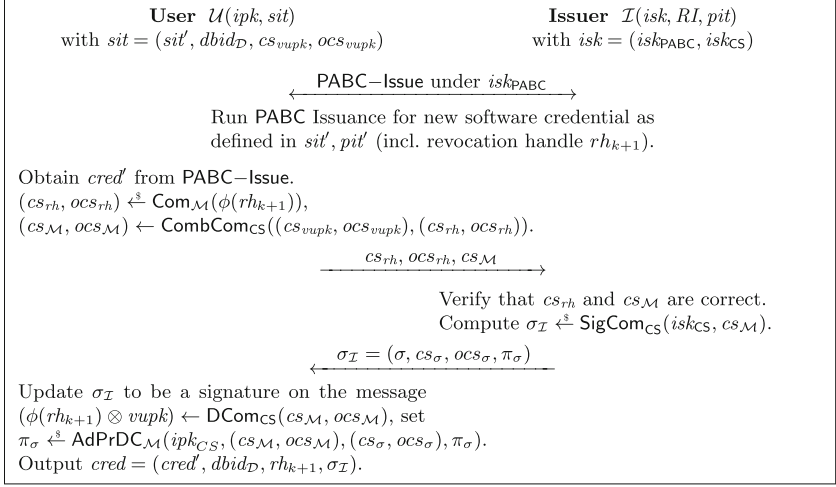 User U(ipk, sit) Issuer I(isk, RI, pit)
with sit = (sit′, dbid_D, cs_vupk, ocs_vupk) with isk = (isk_PABC, isk_CS)
PABC−Issue under isk_PABC
Run PABC Issuance for new software credential as
defined in sit′, pit′ (incl. revocation handle rh_{k+1}).
Obtain cred′ from PABC−Issue.
(cs_rh, ocs_rh) ←$ Com_M(ϕ(rh_{k+1})),
(cs_M, ocs_M) ← CombCom_CS((cs_vupk, ocs_vupk), (cs_rh, ocs_rh)).
cs_rh, ocs_rh, cs_M
Verify that cs_rh and cs_M are correct.
Compute σ_I ←$ SigCom_CS(isk_CS, cs_M).
σ_I = (σ, cs_σ, ocs_σ, π_σ)
Update σ_I to be a signature on the message
(ϕ(rh_{k+1}) ⊗ vupk) ← DCom_CS(cs_M, ocs_M), set
π_σ ←$ AdPrDC_M(ipk_CS, (cs_M, ocs_M), (cs_σ, ocs_σ), π_σ).
Output cred = (cred′, dbid_D, rh_{k+1}, σ_I).